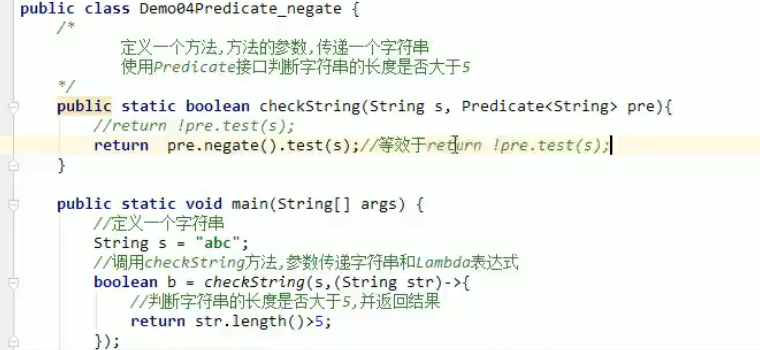 public class Demo04Predicate_negate {
/*
定义一个方法,方法的参数,传递一个字符串
使用Predicate接口判断字符串的长度是否大于5
*/
public static boolean checkString(String s, Predicate<String> pre){
//return !pre.test(s);
return  pre.negate().test(s);//等效于return !pre.test(s);
}
public static void main(String[] args) {
//定义一个字符串
String s = "abc";
//调用checkString方法,参数传递字符串和Lambda表达式
boolean b = checkString(s,(String str)->{
//判断字符串的长度是否大于5,并返回结果
return str.length()>5;
});